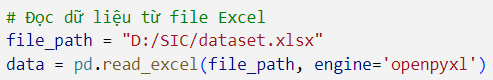 # Đọc dữ liệu từ file Excel
file_path = "D:/SIC/dataset.xlsx"
data = pd.read_excel(file_path, engine='openpyxl')